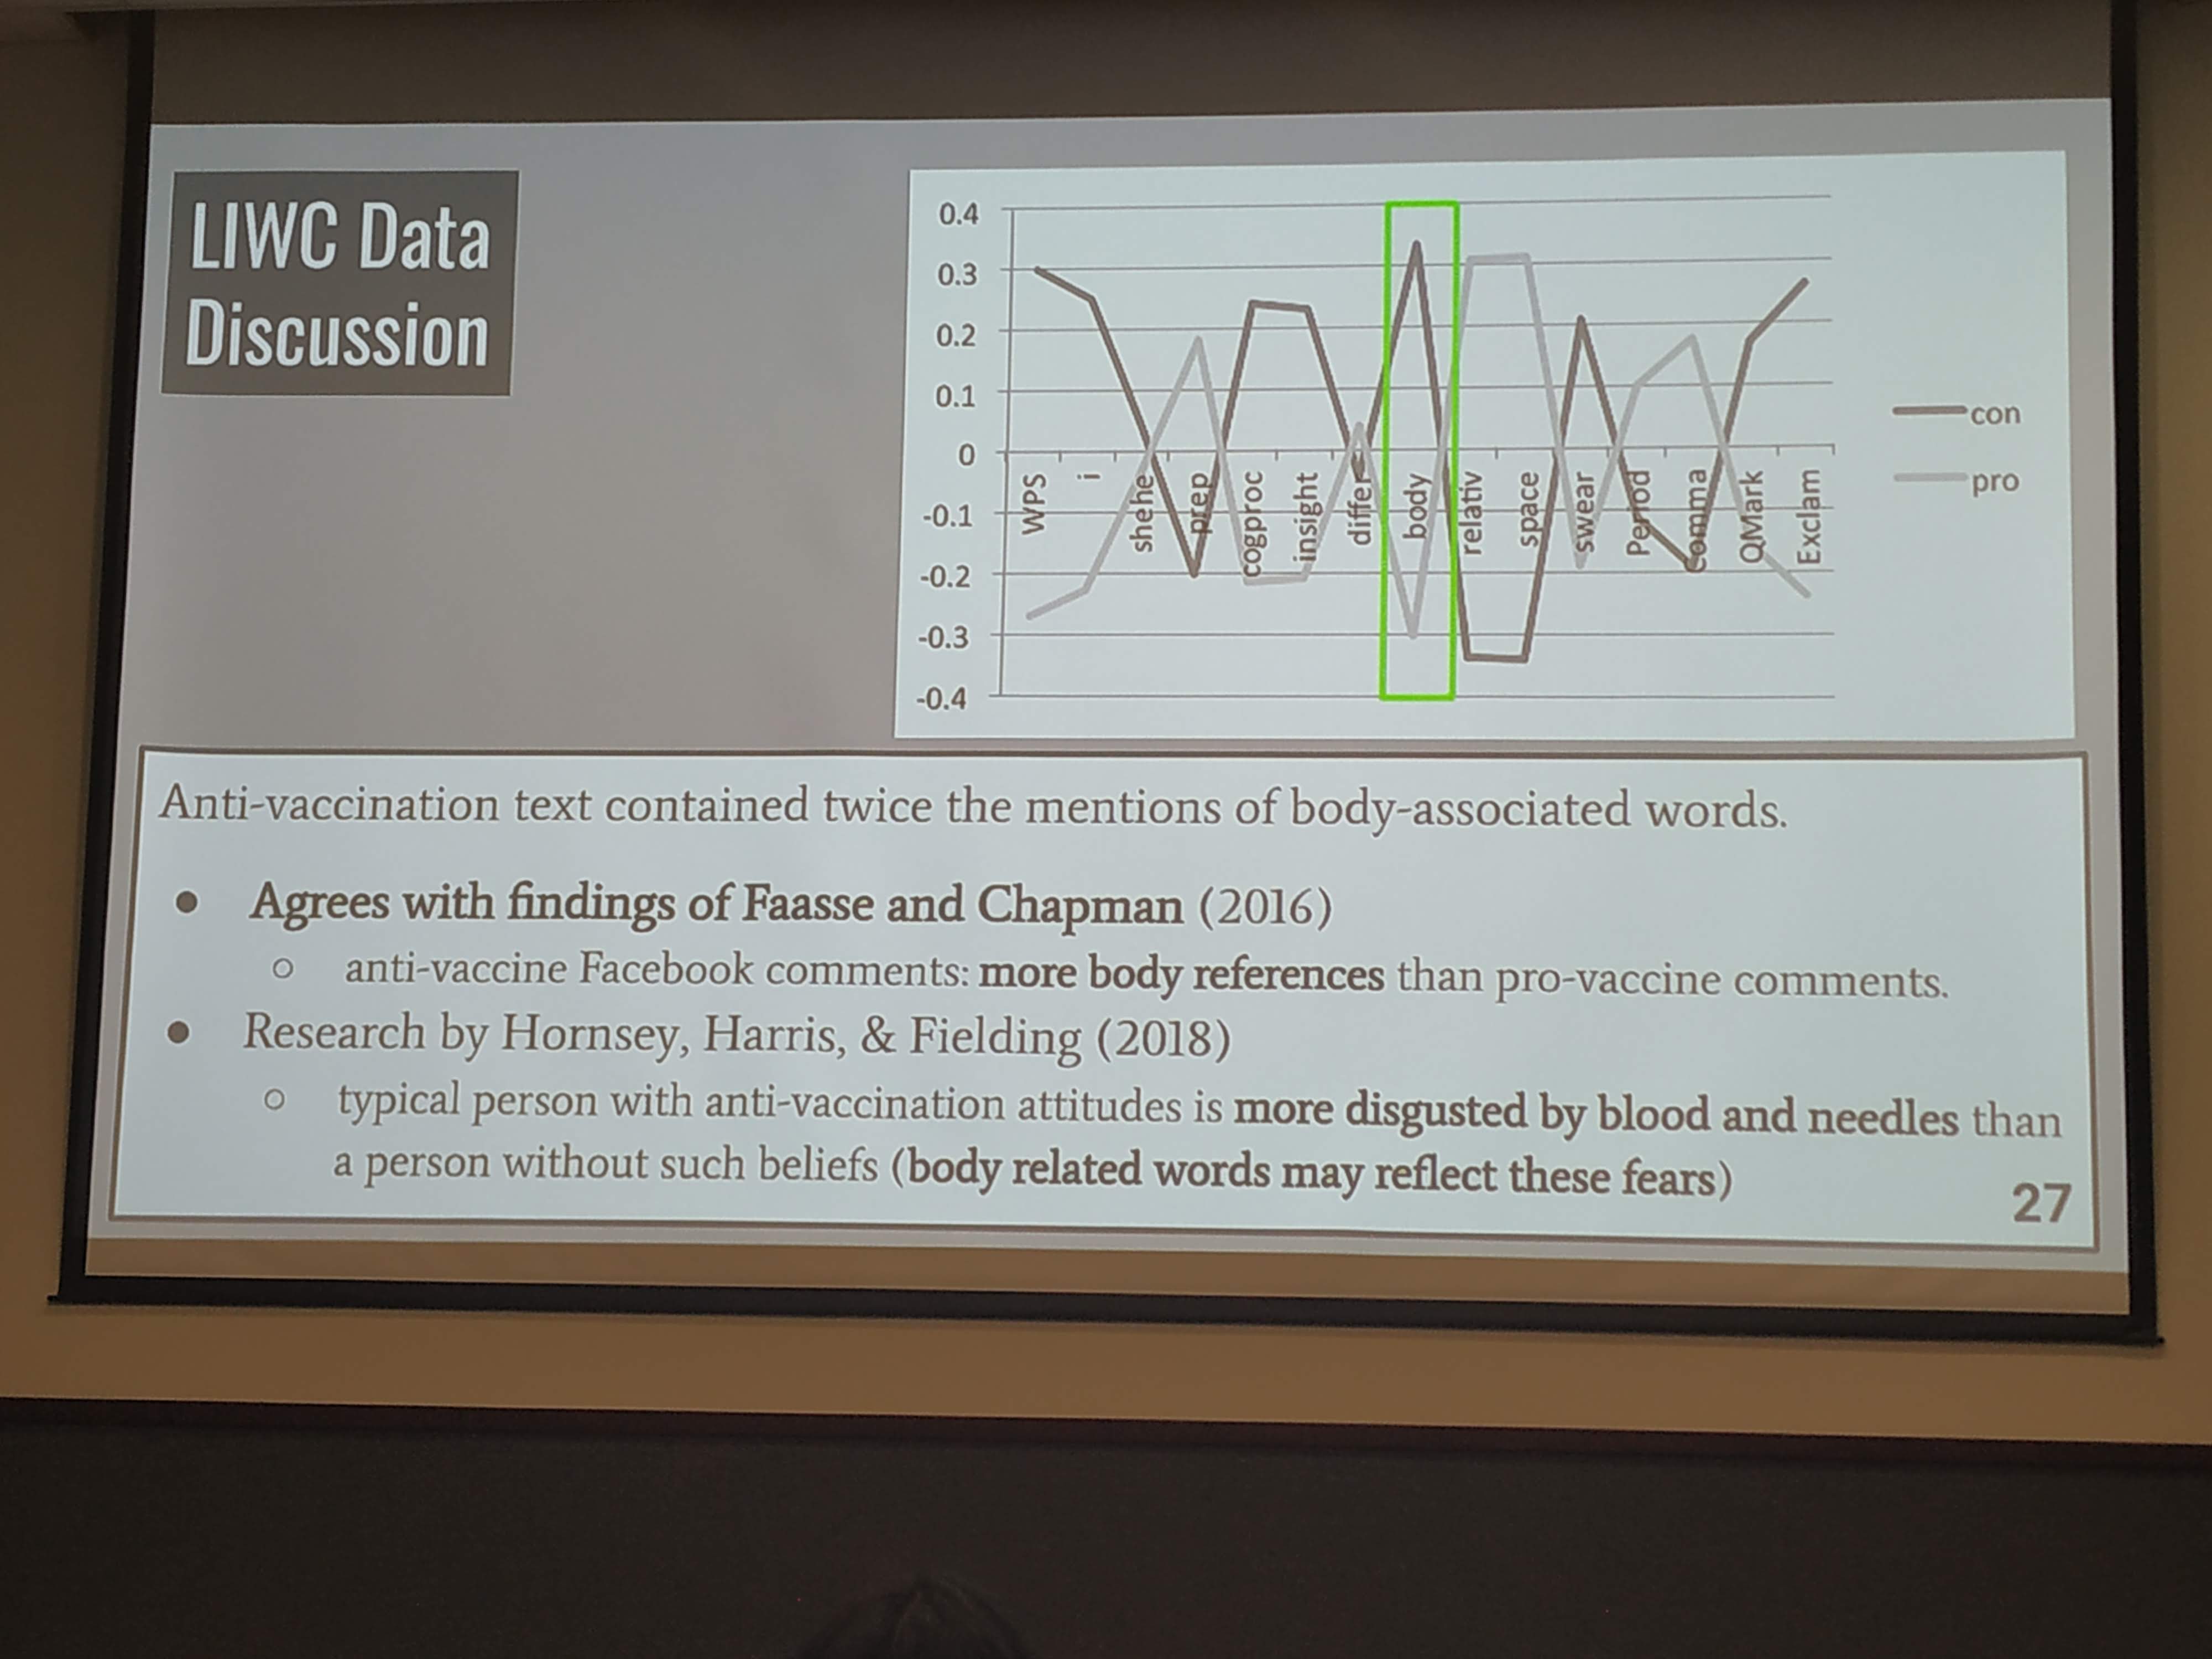 LIWC Data
Discussion
0.4
0.3
0.2
0.1
0
-0.1
-0.2
-0.3
-0.4
WPS
i
shehe
prep
cogproc
insight
differ
body
relativ
space
swear
Period
Comma
QMark
Exclam
con
pro
Anti-vaccination text contained twice the mentions of body-associated words.
● Agrees with findings of Faasse and Chapman (2016)
○ anti-vaccine Facebook comments: more body references than pro-vaccine comments.
● Research by Hornsey, Harris, & Fielding (2018)
○ typical person with anti-vaccination attitudes is more disgusted by blood and needles than
a person without such beliefs (body related words may reflect these fears)
27